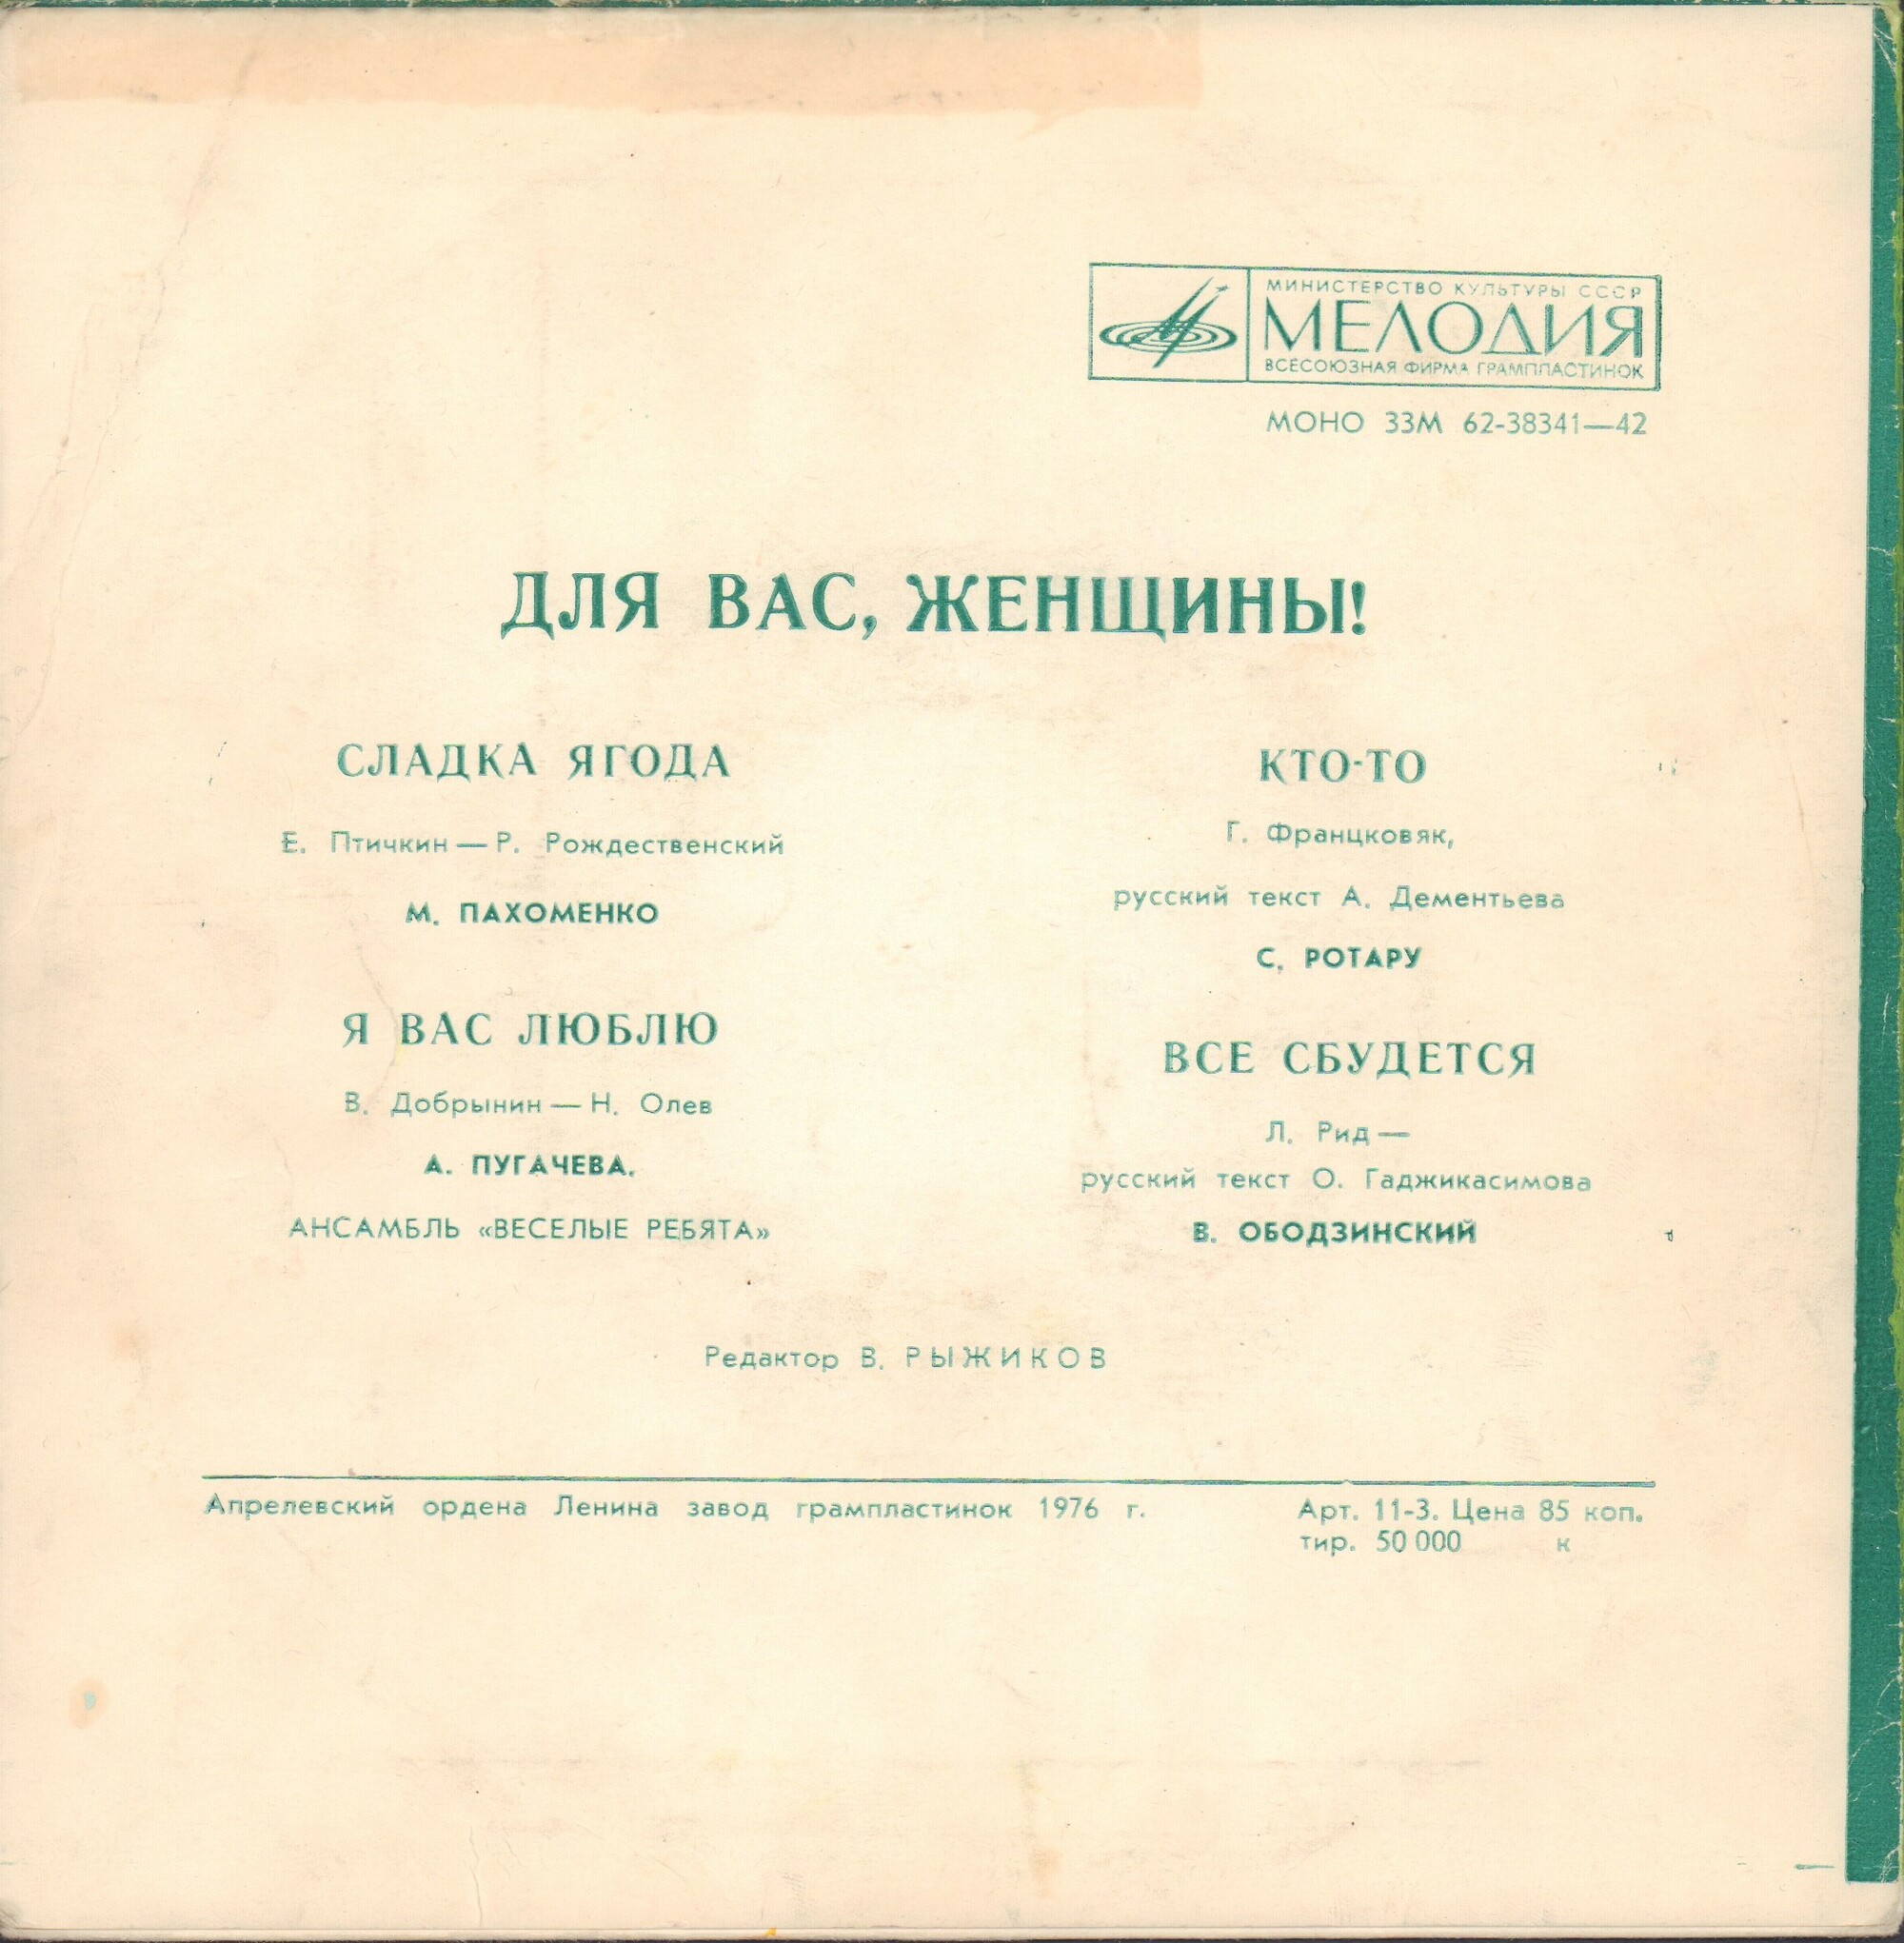 МИНИСТЕРСТВО КУЛЬТУРЫ СССР
МЕЛОДИЯ
ВСЕСОЮЗНАЯ ФИРМА ГРАМПЛАСТИНОК
МОНО 33М 62-38341—42
ДЛЯ ВАС, ЖЕНЩИНЫ!
СЛАДКА ЯГОДА
Е. Птичкин — Р. Рождественский
М. ПАХОМЕНКО
Я ВАС ЛЮБЛЮ
В. Добрынин — Н. Олев
А. ПУГАЧЕВА.
АНСАМБЛЬ «ВЕСЕЛЫЕ РЕБЯТА»
КТО-ТО
Г. Францковяк,
русский текст А. Дементьева
С. РОТАРУ
ВСЕ СБУДЕТСЯ
Л. Рид —
русский текст О. Гаджикасимова
В. ОБОДЗИНСКИЙ
Редактор В. РЫЖИКОВ
Апрелевский ордена Ленина завод грампластинок 1976 г.
Арт. 11-3. Цена 85 коп.
тир. 50 000 к